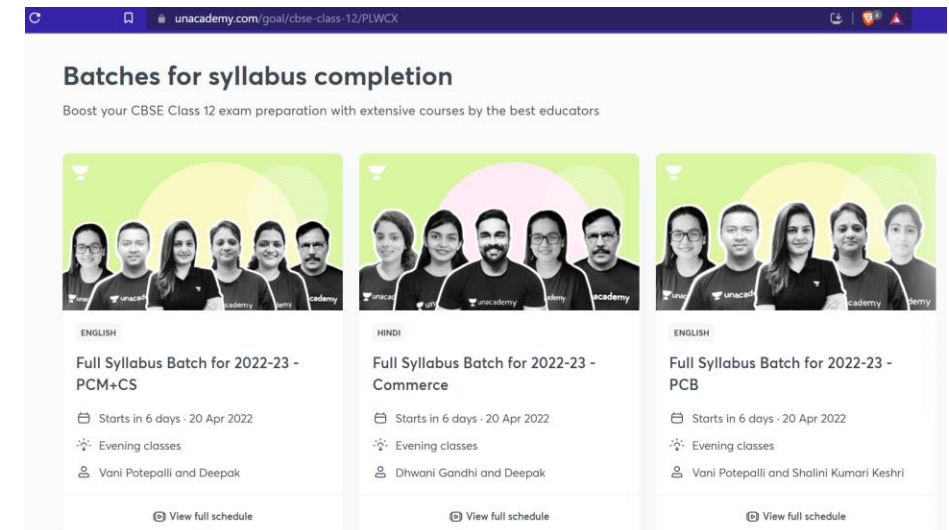 unacademy.com/goal/cbse-class-12/PLWCX
Batches for syllabus completion
Boost your CBSE Class 12 exam preparation with extensive courses by the best educators
unacademy
academy
ENGLISH
Full Syllabus Batch for 2022-23 -
PCM+CS
Starts in 6 days · 20 Apr 2022
Evening classes
Vani Potepalli and Deepak
View full schedule
HINDI
Full Syllabus Batch for 2022-23 -
Commerce
Starts in 6 days · 20 Apr 2022
Evening classes
Dhwani Gandhi and Deepak
View full schedule
ENGLISH
Full Syllabus Batch for 2022-23 -
PCB
Starts in 6 days · 20 Apr 2022
Evening classes
Vani Potepalli and Shalini Kumari Keshri
View full schedule